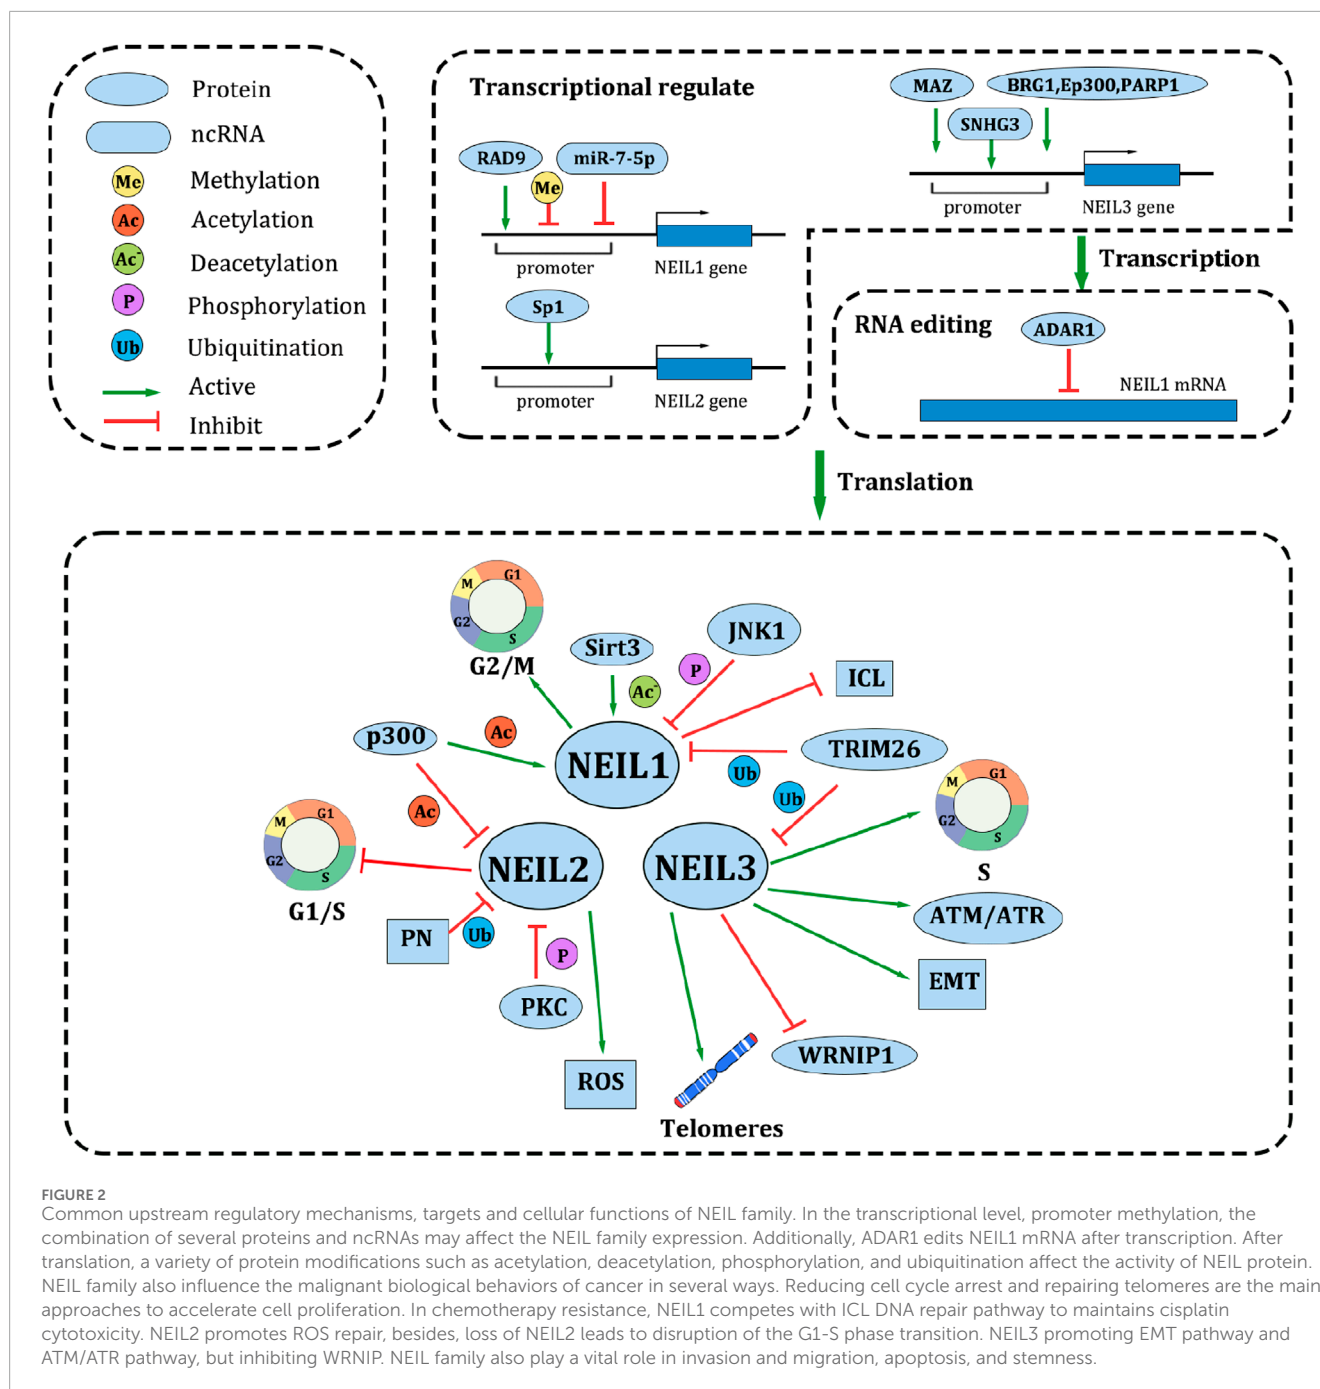 Protein
ncRNA
Me Methylation
Ac Acetylation
Ac- Deacetylation
P Phosphorylation
Ub Ubiquitination
Active
Inhibit
Transcriptional regulate
RAD9
Me
miR-7-5p
promoter
NEIL1 gene
Sp1
promoter
NEIL2 gene
MAZ
BRG1,Ep300,PARP1
SNHG3
promoter
NEIL3 gene
Transcription
RNA editing
ADAR1
NEIL1 mRNA
Translation
M
G1
G2
S
G2/M
Sirt3
Ac-
JNK1
P
ICL
p300
Ac
NEIL1
TRIM26
Ub
Ub
Ac
M
G1
G2
S
G1/S
NEIL2
NEIL3
M
G1
G2
S
S
PN
Ub
P
PKC
ATM/ATR
EMT
ROS
WRNIP1
Telomeres
FIGURE 2
Common upstream regulatory mechanisms, targets and cellular functions of NEIL family. In the transcriptional level, promoter methylation, the
combination of several proteins and ncRNAs may affect the NEIL family expression. Additionally, ADAR1 edits NEIL1 mRNA after transcription. After
translation, a variety of protein modifications such as acetylation, deacetylation, phosphorylation, and ubiquitination affect the activity of NEIL protein.
NEIL family also influence the malignant biological behaviors of cancer in several ways. Reducing cell cycle arrest and repairing telomeres are the main
approaches to accelerate cell proliferation. In chemotherapy resistance, NEIL1 competes with ICL DNA repair pathway to maintains cisplatin
cytotoxicity. NEIL2 promotes ROS repair, besides, loss of NEIL2 leads to disruption of the G1-S phase transition. NEIL3 promoting EMT pathway and
ATM/ATR pathway, but inhibiting WRNIP. NEIL family also play a vital role in invasion and migration, apoptosis, and stemness.